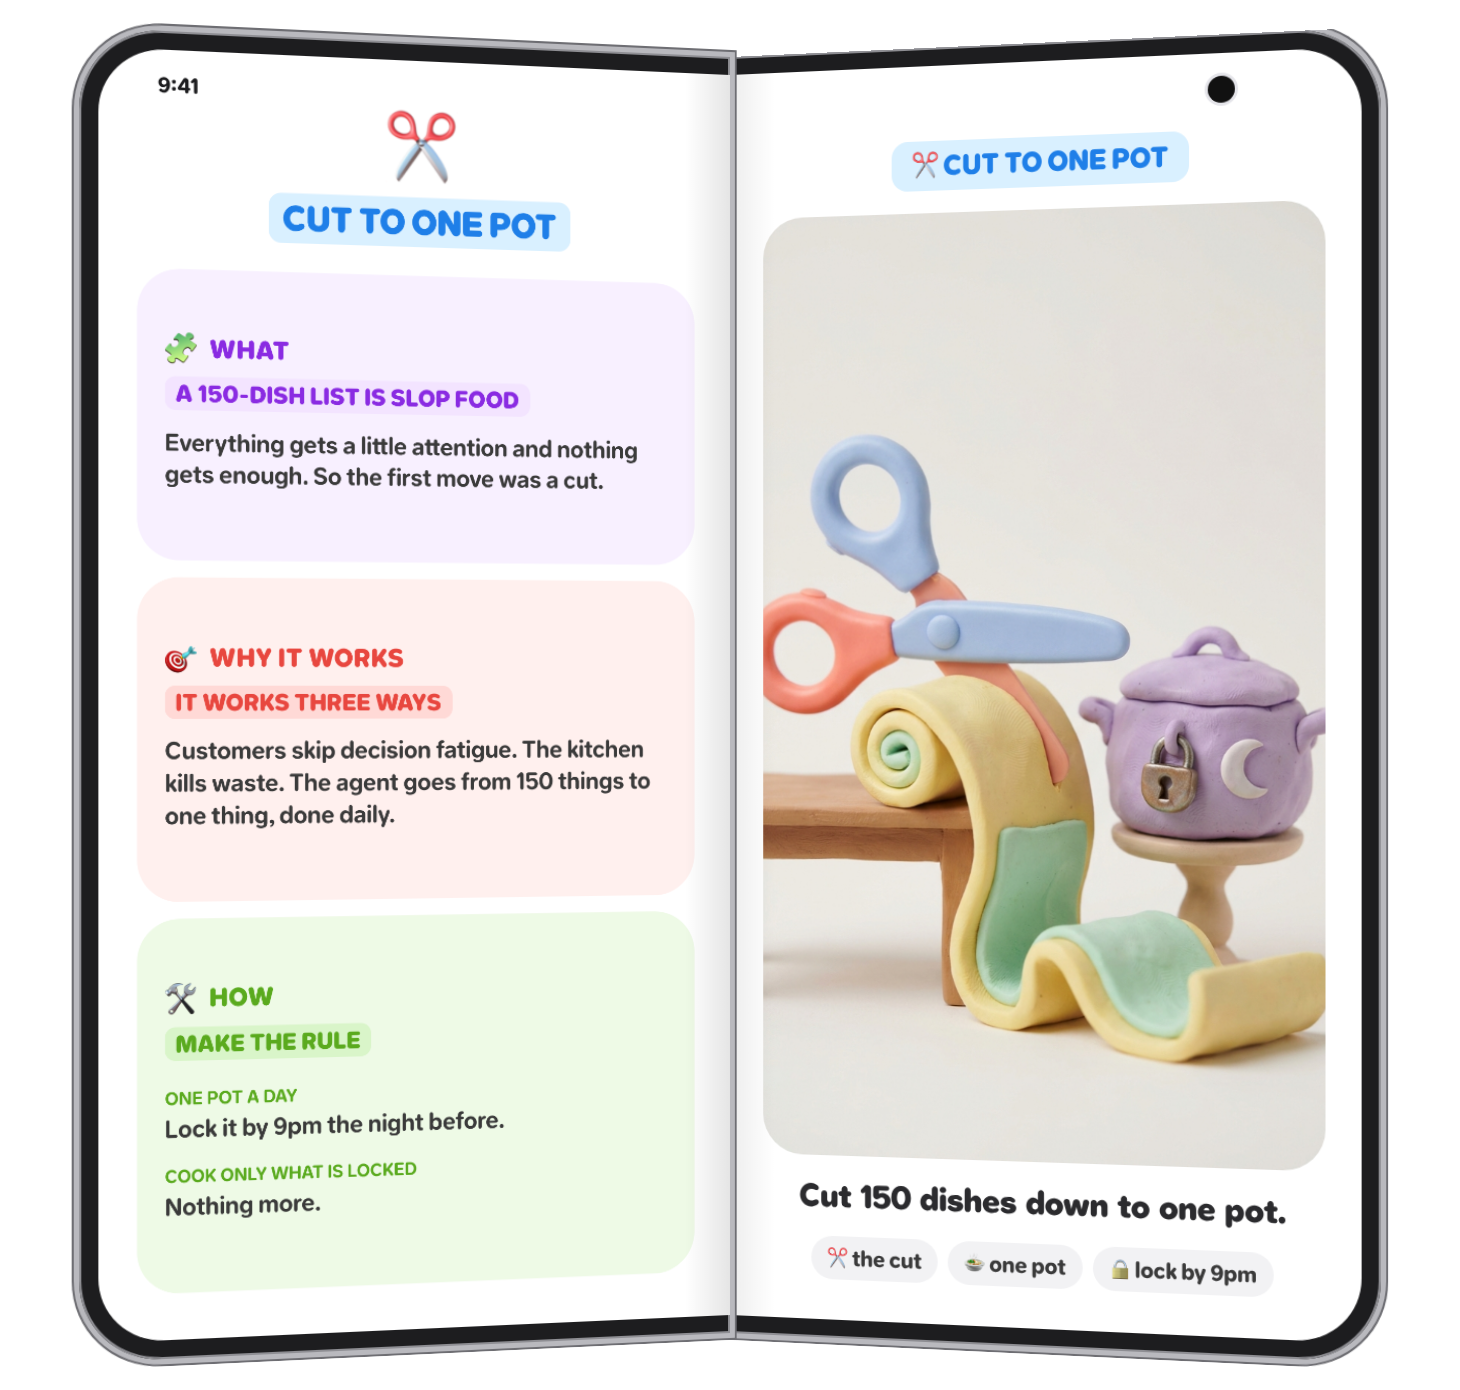 9:41
CUT TO ONE POT
WHAT
A 150-DISH LIST IS SLOP FOOD
Everything gets a little attention and nothing
gets enough. So the first move was a cut.
WHY IT WORKS
IT WORKS THREE WAYS
Customers skip decision fatigue. The kitchen
kills waste. The agent goes from 150 things to
one thing, done daily.
HOW
MAKE THE RULE
ONE POT A DAY
Lock it by 9pm the night before.
COOK ONLY WHAT IS LOCKED
Nothing more.
CUT TO ONE POT
Cut 150 dishes down to one pot.
the cut
one pot
lock by 9pm